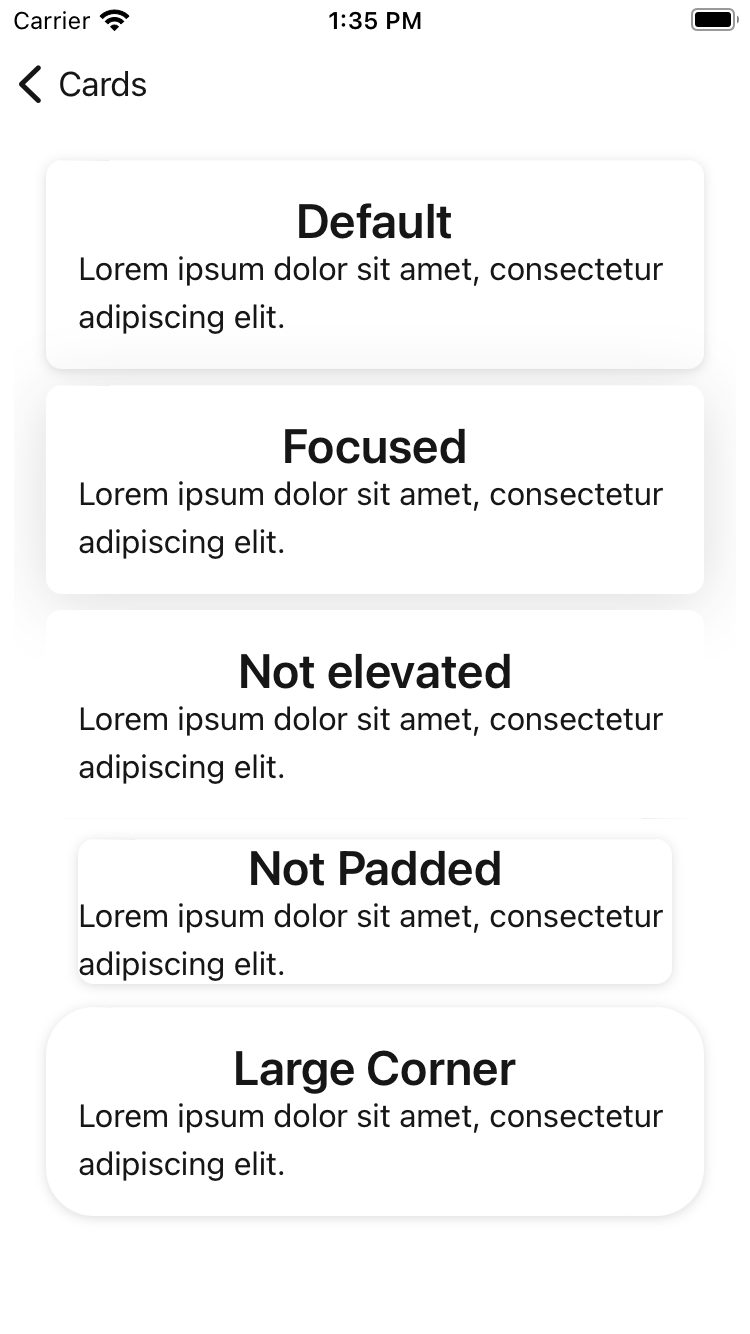 Carrier 1:35 PM
Cards
Default
Lorem ipsum dolor sit amet, consectetur
adipiscing elit.
Focused
Lorem ipsum dolor sit amet, consectetur
adipiscing elit.
Not elevated
Lorem ipsum dolor sit amet, consectetur
adipiscing elit.
Not Padded
Lorem ipsum dolor sit amet, consectetur
adipiscing elit.
Large Corner
Lorem ipsum dolor sit amet, consectetur
adipiscing elit.